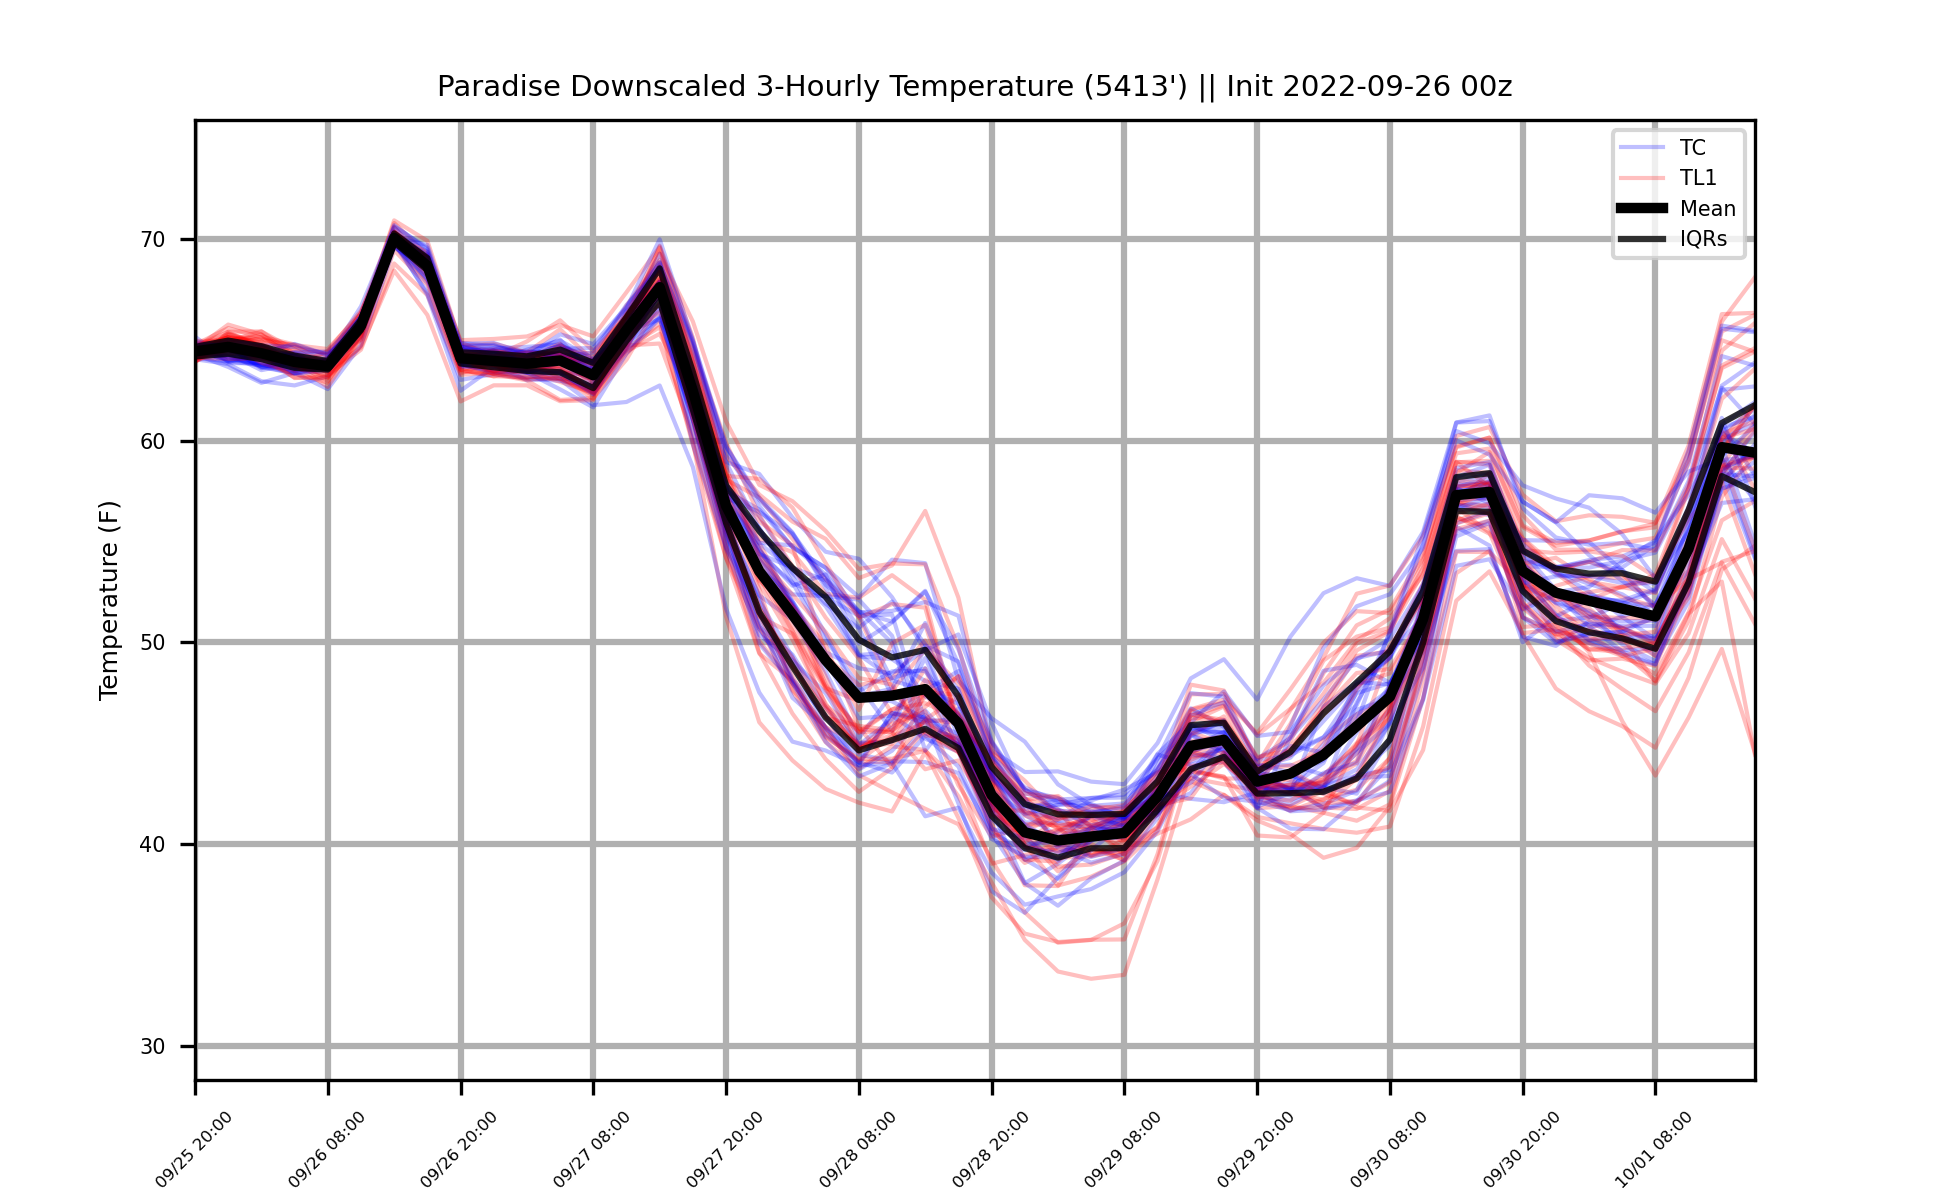 Paradise Downscaled 3-Hourly Temperature (5413') || Init 2022-09-26 00z
TC
TL1
Mean
IQRs
Temperature (F)
70
60
50
40
30
09/25 20:00
09/26 08:00
09/26 20:00
09/27 08:00
09/27 20:00
09/28 08:00
09/28 20:00
09/29 08:00
09/29 20:00
09/30 08:00
09/30 20:00
10/01 08:00